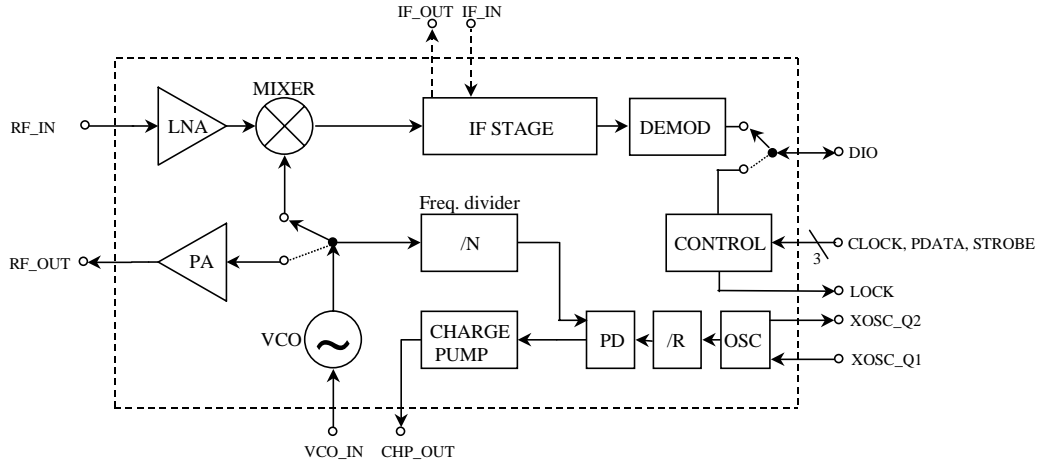 IF_OUT IF_IN
MIXER
RF_IN
LNA
IF STAGE
DEMOD
DIO
Freq. divider
/N
CONTROL
3
CLOCK, PDATA, STROBE
RF_OUT
PA
LOCK
VCO
~
CHARGE
PUMP
PD
/R
OSC
XOSC_Q2
XOSC_Q1
VCO_IN
CHP_OUT